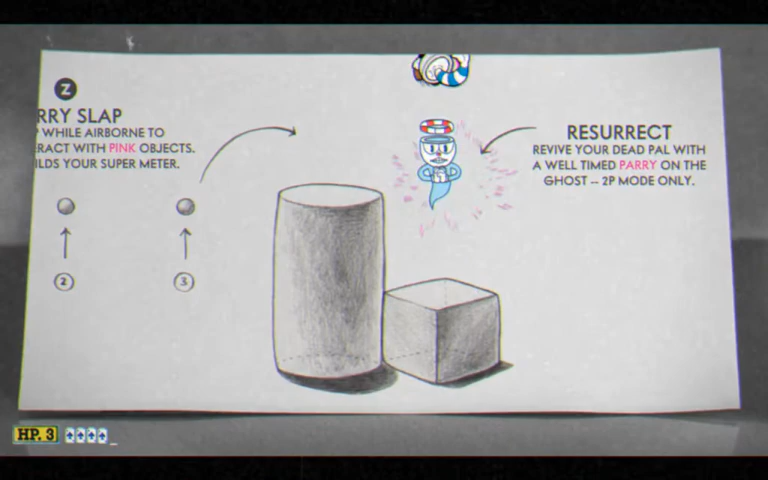 Z
RRY SLAP
P WHILE AIRBORNE TO
RACT WITH PINK OBJECTS.
ILDS YOUR SUPER METER.
2
3
RESURRECT
REVIVE YOUR DEAD PAL WITH
A WELL TIMED PARRY ON THE
GHOST -- 2P MODE ONLY.
HP. 3